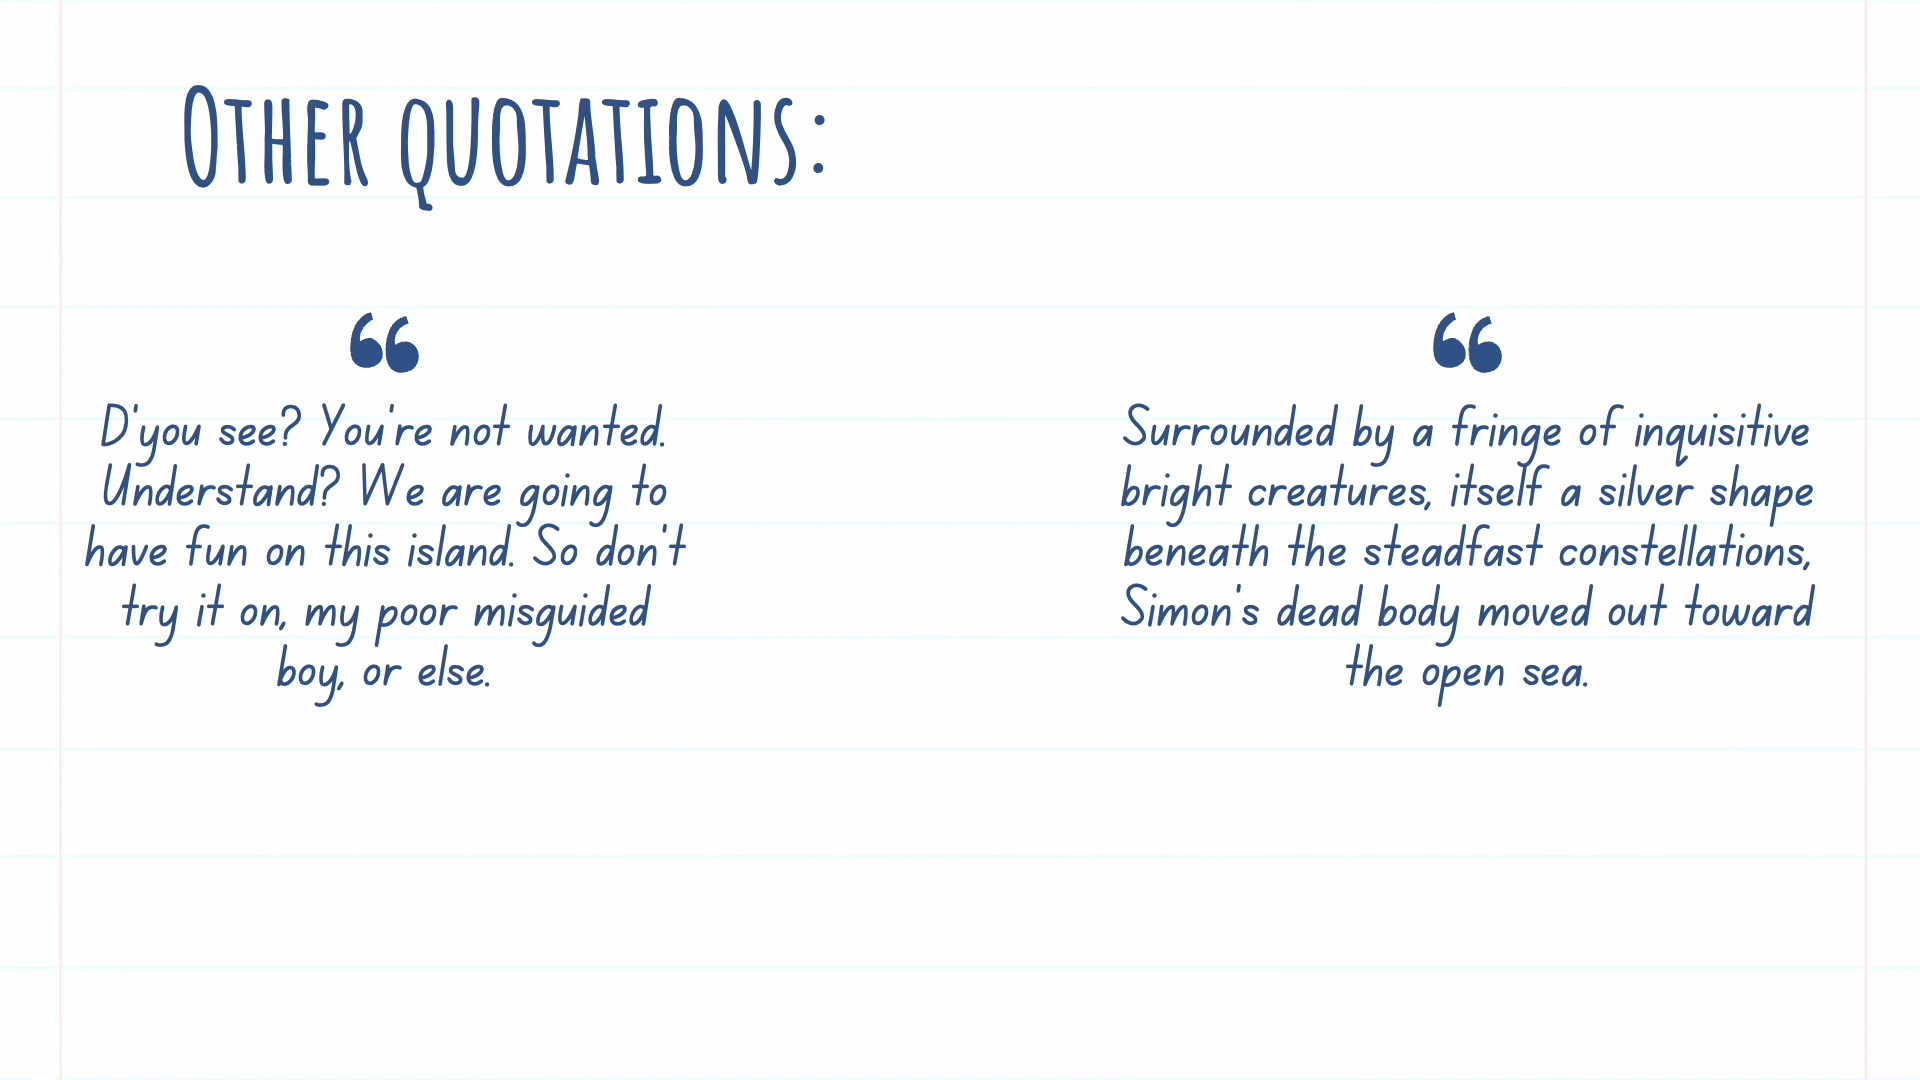 OTHER QUOTATIONS:
“
D'you see? You're not wanted.
Understand? We are going to
have fun on this island. So don't
try it on, my poor misguided
boy, or else.
“
Surrounded by a fringe of inquisitive
bright creatures, itself a silver shape
beneath the steadfast constellations,
Simon's dead body moved out toward
the open sea.